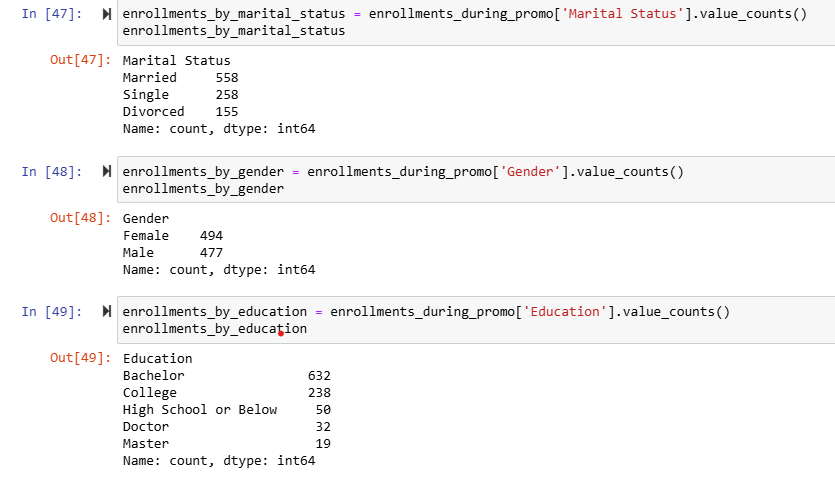 In [47]: enrollments_by_marital_status = enrollments_during_promo['Marital Status'].value_counts()
enrollments_by_marital_status
Out[47]: Marital Status
Married     558
Single      258
Divorced    155
Name: count, dtype: int64
In [48]: enrollments_by_gender = enrollments_during_promo['Gender'].value_counts()
enrollments_by_gender
Out[48]: Gender
Female    494
Male      477
Name: count, dtype: int64
In [49]: enrollments_by_education = enrollments_during_promo['Education'].value_counts()
enrollments_by_education
Out[49]: Education
Bachelor                632
College                 238
High School or Below     50
Doctor                   32
Master                   19
Name: count, dtype: int64